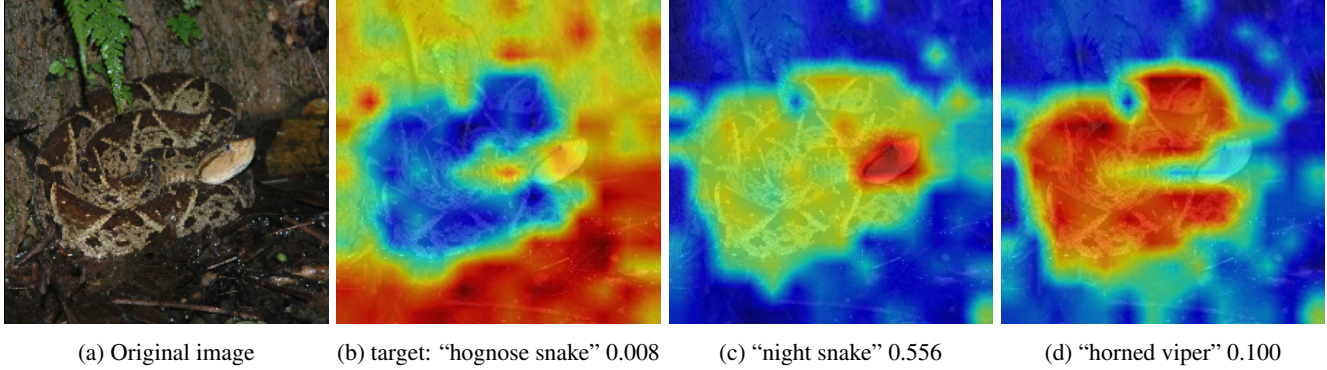 (a) Original image
(b) target: “hognose snake” 0.008
(c) “night snake” 0.556
(d) “horned viper” 0.100